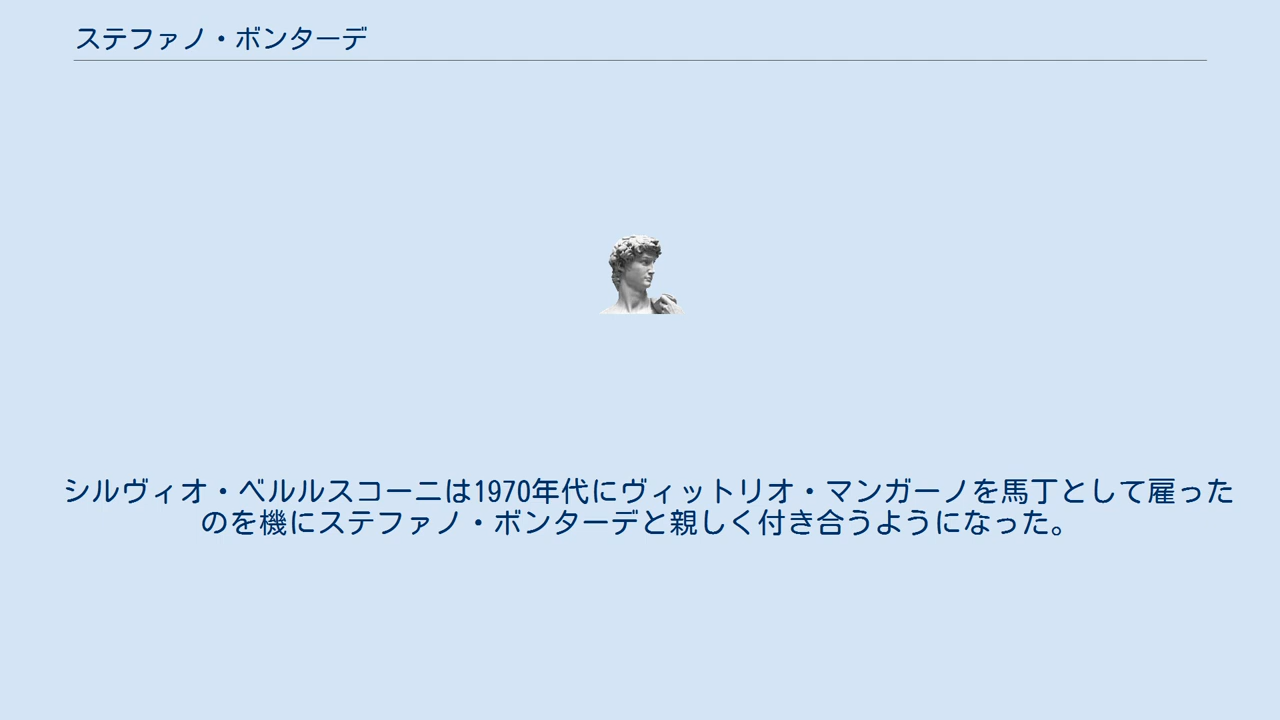 ステファノ・ボンターデ
シルヴィオ・ベルルスコーニは1970年代にヴィットリオ・マンガーノを馬丁として雇った
のを機にステファノ・ボンターデと親しく付き合うようになった。